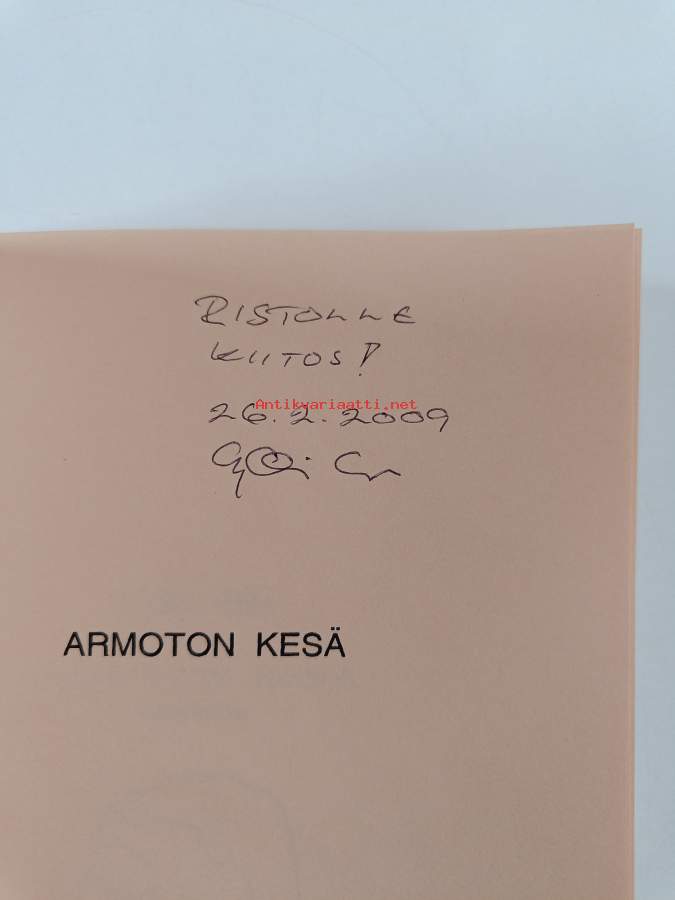 RISTOLLE
KIITOS!
Antikvariaatti.net
26.2.2009
ARMOTON KESÄ